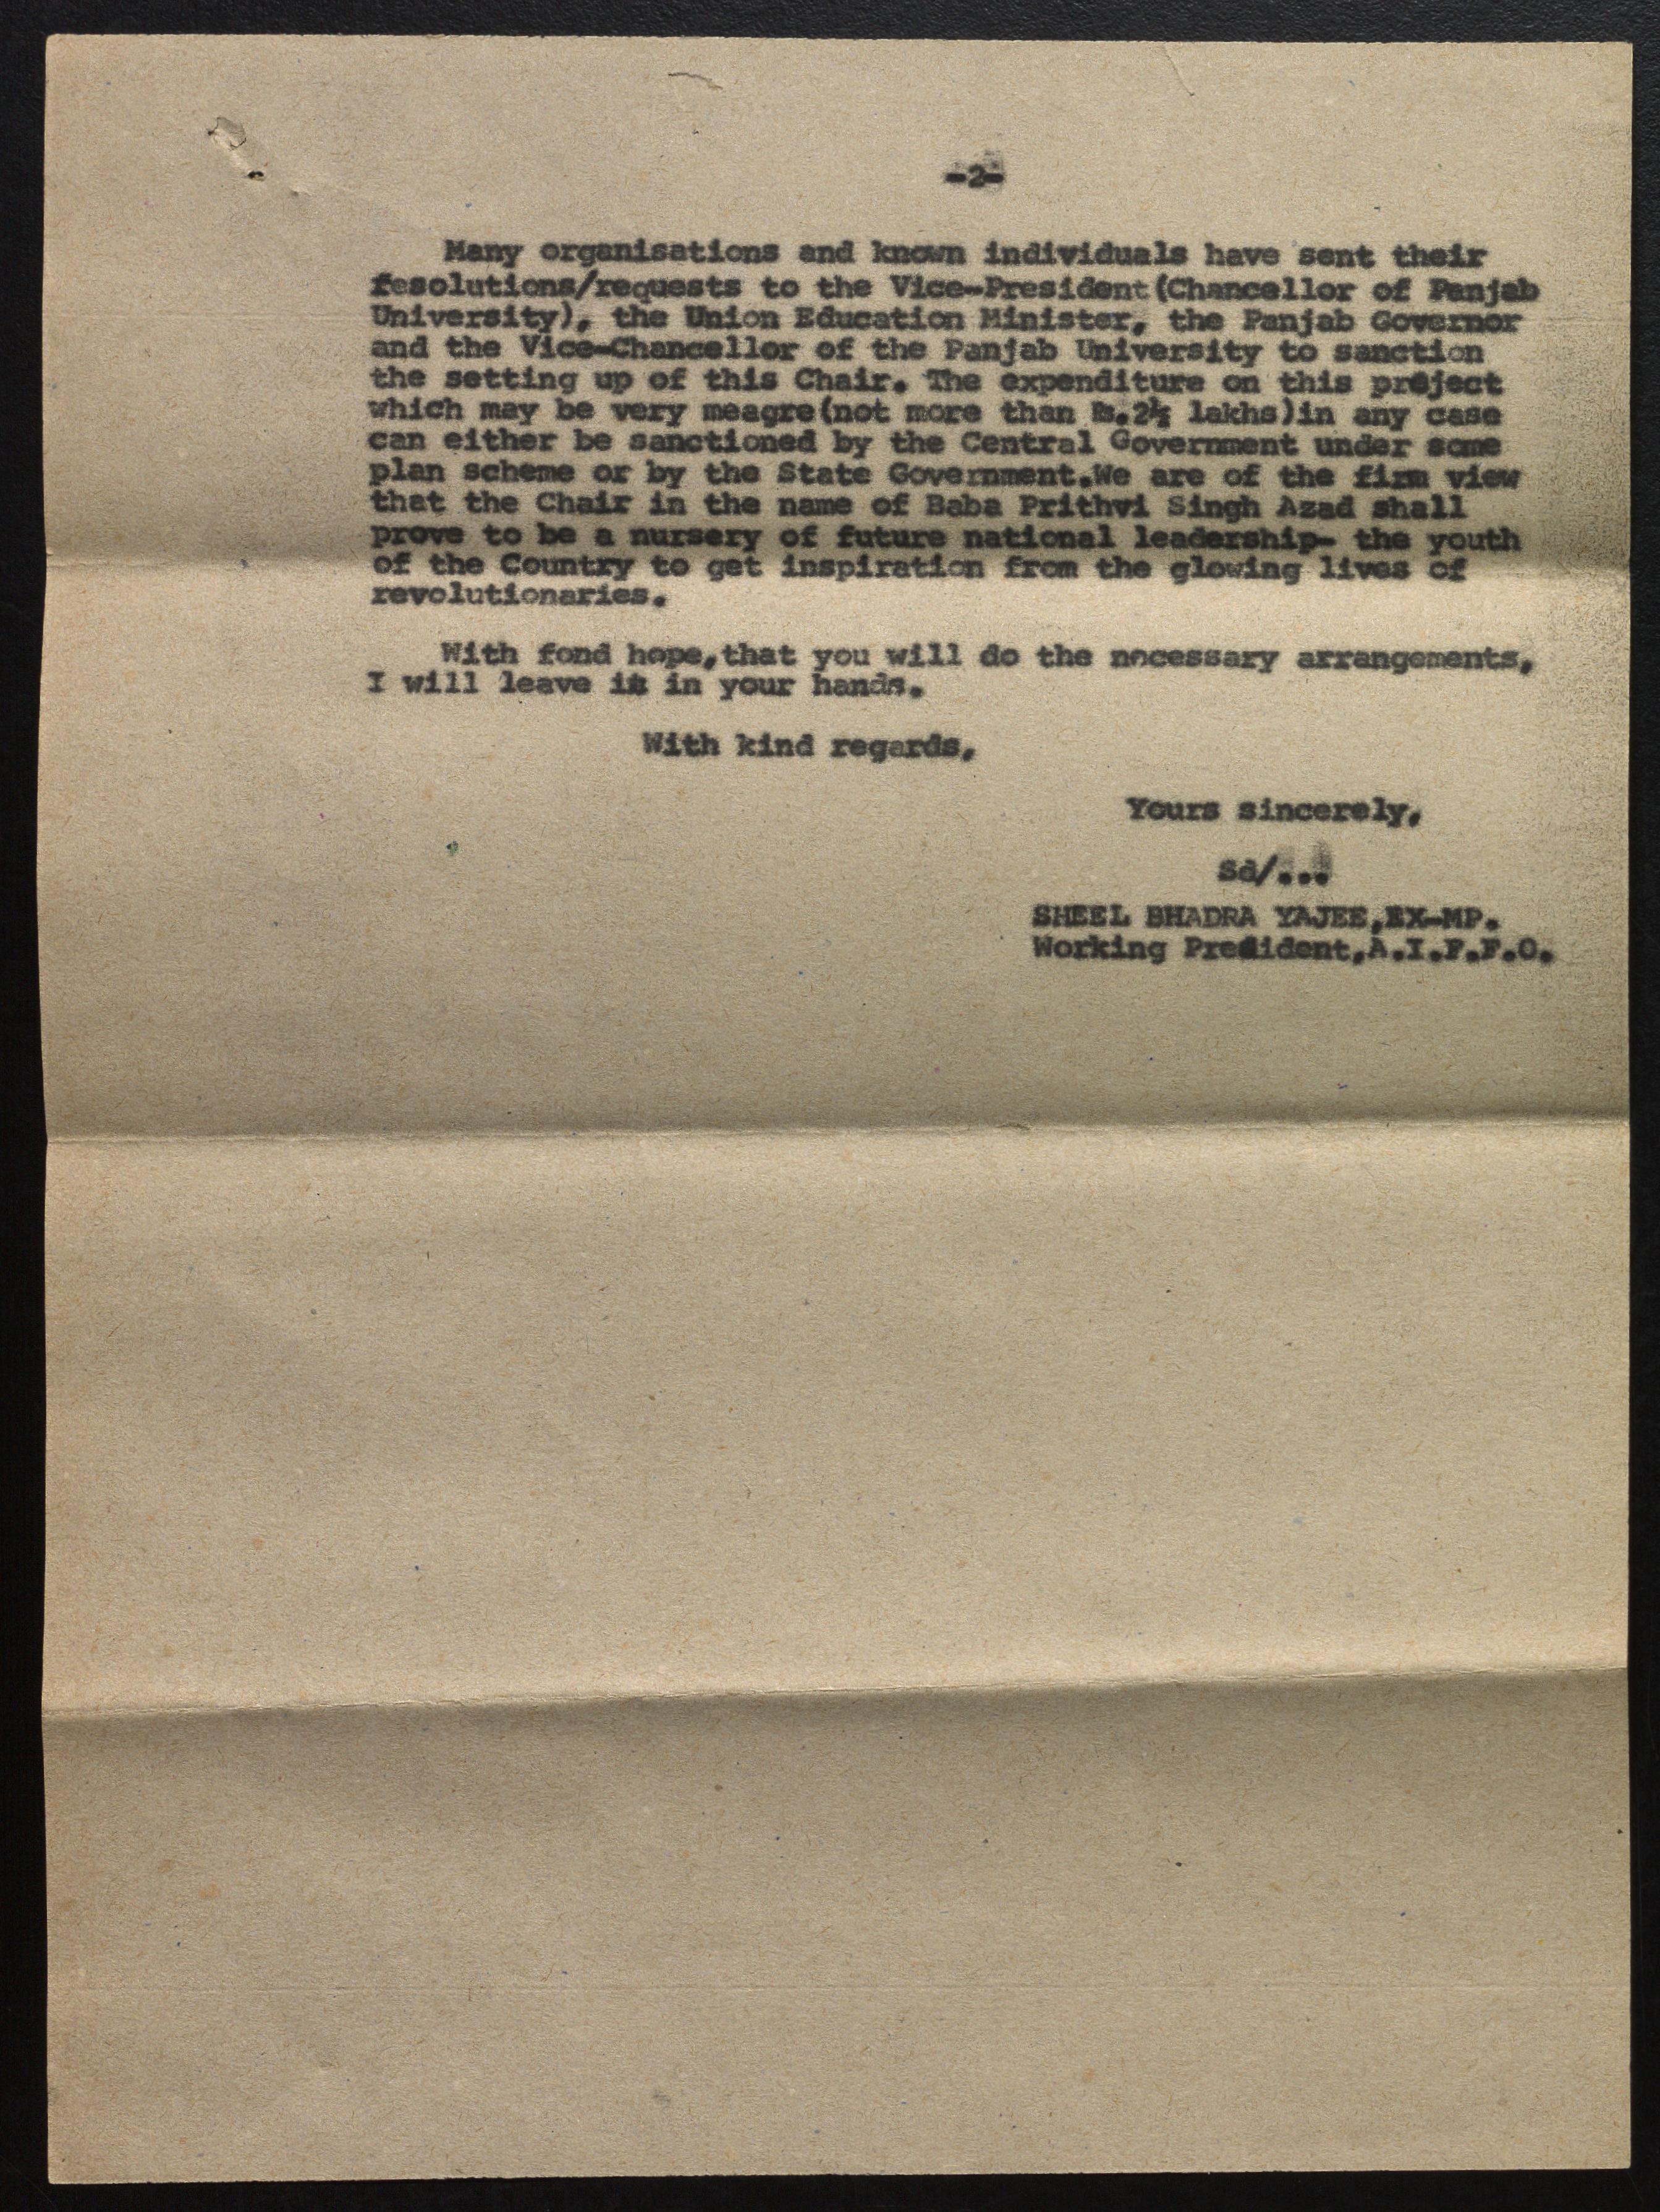 -2-
Many organisations and known individuals have sent their
resolutions/requests to the Vice-President(Chancellor of Panjab
University), the Union Education Minister, the Panjab Governor
and the Vice-Chancellor of the Panjab University to sanction
the setting up of this Chair. The expenditure on this project
which may be very meagre(not more than Rs.2½ lakhs)in any case
can either be sanctioned by the Central Government under some
plan scheme or by the State Government.We are of the firm view
that the Chair in the name of Baba Prithvi Singh Azad shall
prove to be a nursery of future national leadership- the youth
of the Country to get inspiration from the glowing lives of
revolutionaries.
With fond hope,that you will do the necessary arrangements,
I will leave it in your hands.
With kind regards,
Yours sincerely,
Sd/...
SHEEL BHADRA YAJEE,EX-MP.
Working President,A.I.F.F.O.